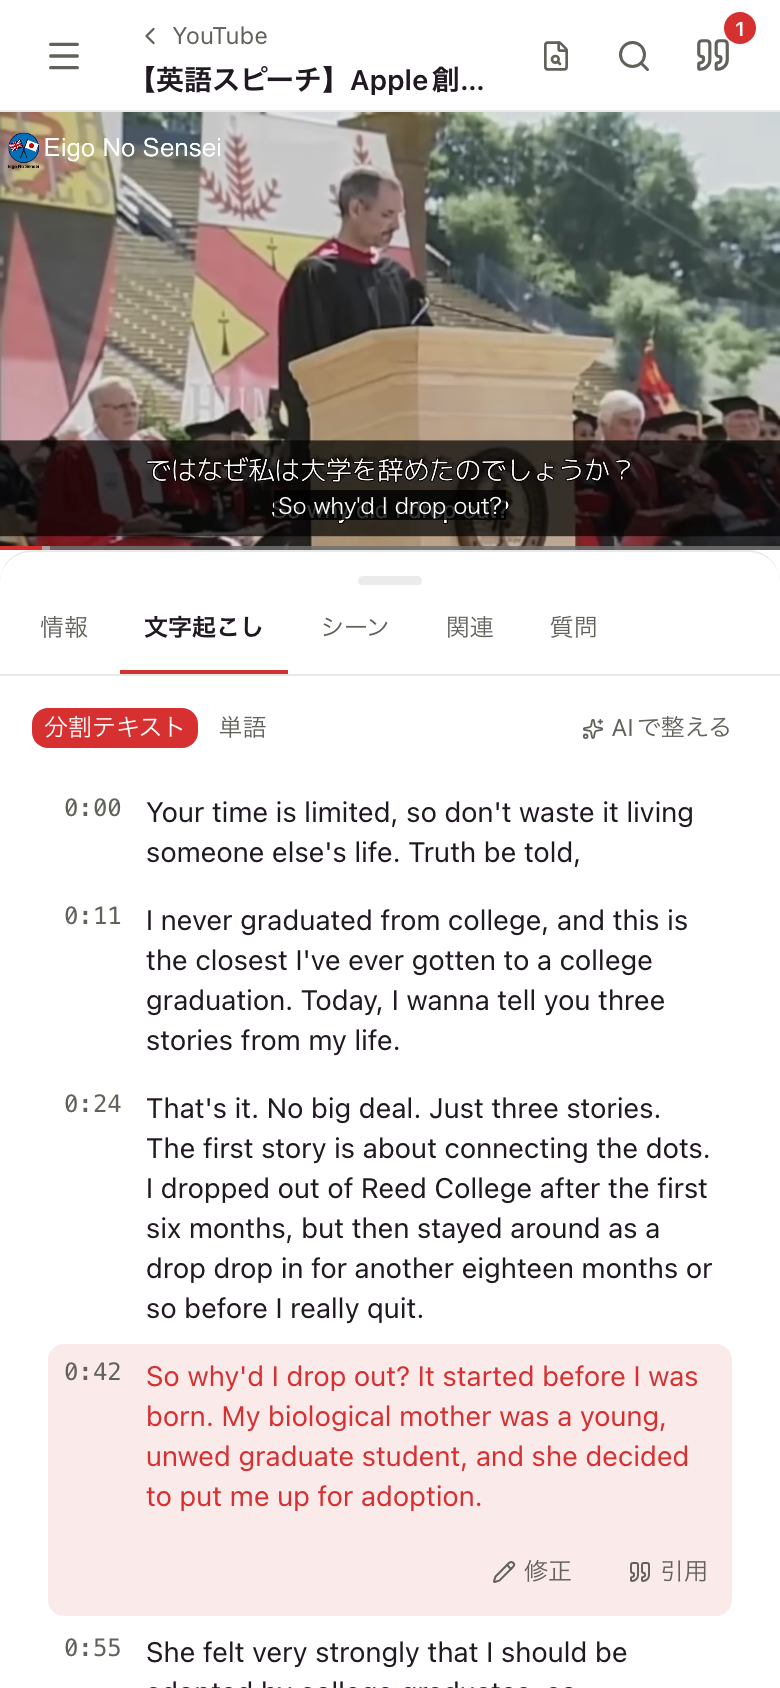 YouTube
1
【英語スピーチ】Apple創...
Eigo No Sensei
ではなぜ私は大学を辞めたのでしょうか？
So why'd I drop out?
情報
文字起こし
シーン
関連
質問
分割テキスト
単語
AIで整える
0:00
Your time is limited, so don't waste it living
someone else's life. Truth be told,
0:11
I never graduated from college, and this is
the closest I've ever gotten to a college
graduation. Today, I wanna tell you three
stories from my life.
0:24
That's it. No big deal. Just three stories.
The first story is about connecting the dots.
I dropped out of Reed College after the first
six months, but then stayed around as a
drop drop in for another eighteen months or
so before I really quit.
0:42
So why'd I drop out? It started before I was
born. My biological mother was a young,
unwed graduate student, and she decided
to put me up for adoption.
修正
引用
0:55
She felt very strongly that I should be